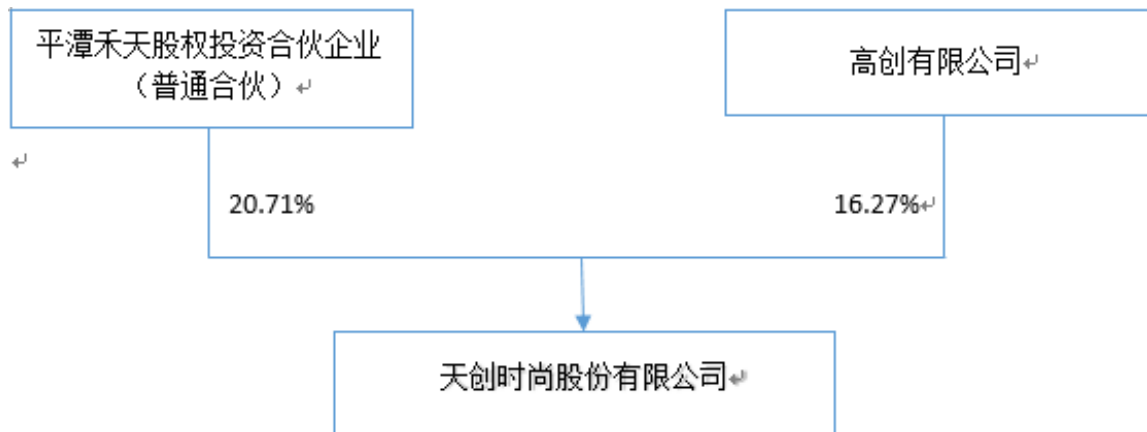 平潭禾天股权投资合伙企业
（普通合伙）
高创有限公司
20.71%
16.27%
天创时尚股份有限公司